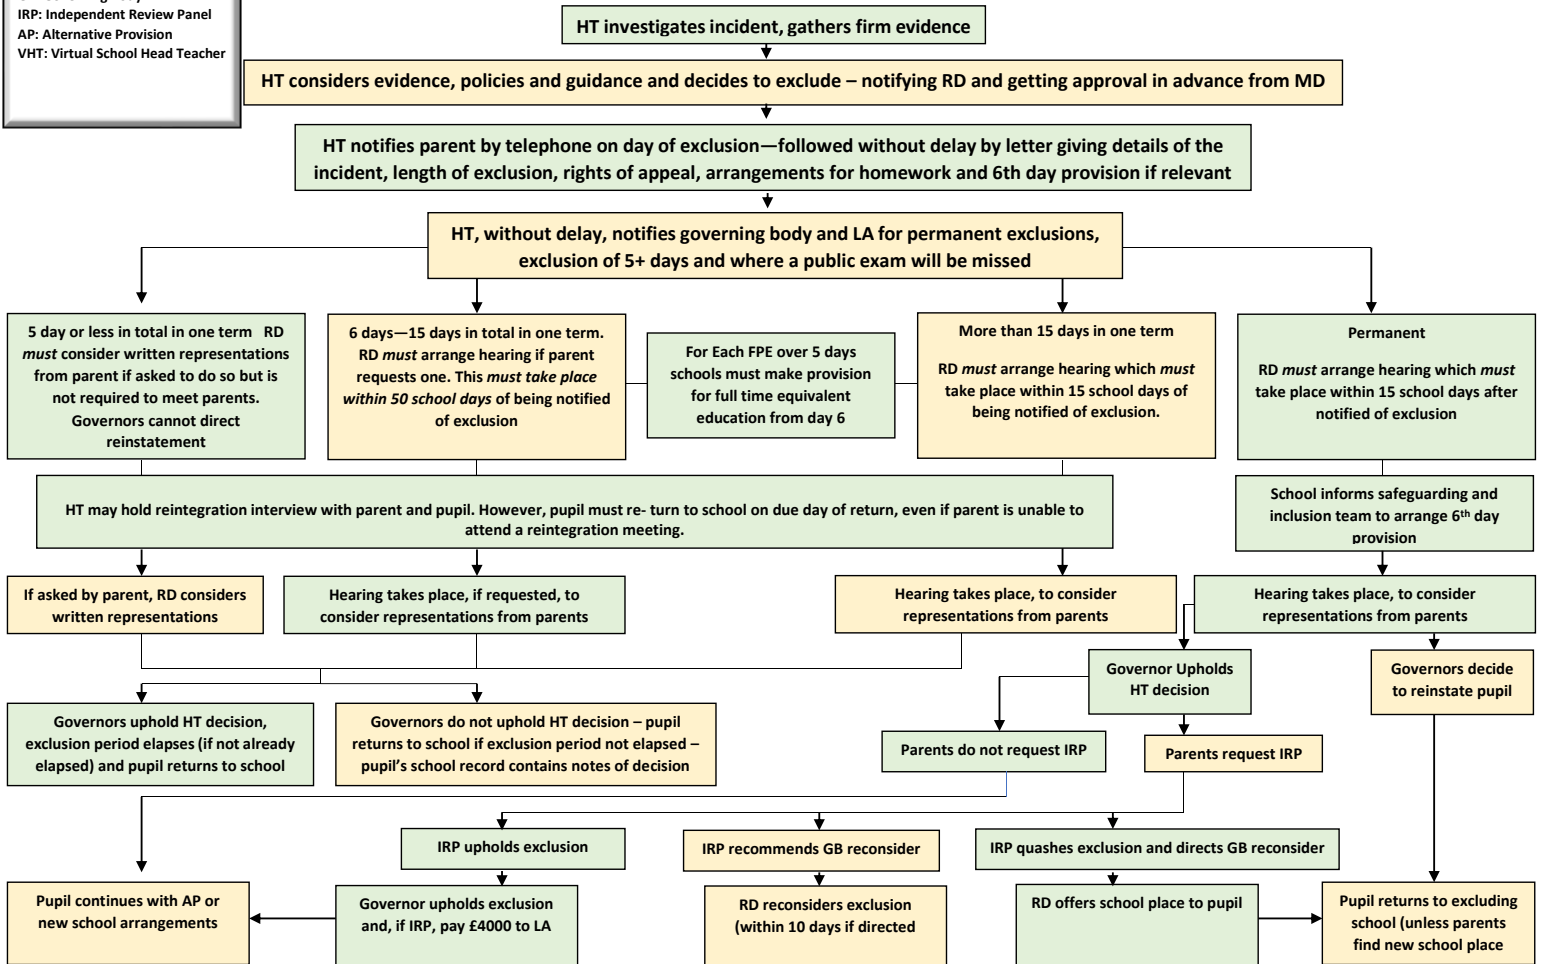 IRP: Independent Review Panel
AP: Alternative Provision
VHT: Virtual School Head Teacher
HT investigates incident, gathers firm evidence
HT considers evidence, policies and guidance and decides to exclude – notifying RD and getting approval in advance from MD
HT notifies parent by telephone on day of exclusion—followed without delay by letter giving details of the
incident, length of exclusion, rights of appeal, arrangements for homework and 6th day provision if relevant
HT, without delay, notifies governing body and LA for permanent exclusions,
exclusion of 5+ days and where a public exam will be missed
5 day or less in total in one term RD
must consider written representations
from parent if asked to do so but is
not required to meet parents.
Governors cannot direct
reinstatement
6 days—15 days in total in one term.
RD must arrange hearing if parent
requests one. This must take place
within 50 school days of being notified
of exclusion
For Each FPE over 5 days
schools must make provision
for full time equivalent
education from day 6
More than 15 days in one term
RD must arrange hearing which must
take place within 15 school days of
being notified of exclusion.
Permanent
RD must arrange hearing which must
take place within 15 school days after
notified of exclusion
HT may hold reintegration interview with parent and pupil. However, pupil must re- turn to school on due day of return, even if parent is unable to
attend a reintegration meeting.
School informs safeguarding and
inclusion team to arrange 6th day
provision
If asked by parent, RD considers
written representations
Hearing takes place, if requested, to
consider representations from parents
Hearing takes place, to consider
representations from parents
Hearing takes place, to consider
representations from parents
Governor Upholds
HT decision
Governors decide
to reinstate pupil
Governors uphold HT decision,
exclusion period elapses (if not already
elapsed) and pupil returns to school
Governors do not uphold HT decision – pupil
returns to school if exclusion period not elapsed –
pupil's school record contains notes of decision
Parents do not request IRP
Parents request IRP
IRP upholds exclusion
IRP recommends GB reconsider
IRP quashes exclusion and directs GB reconsider
Pupil continues with AP or
new school arrangements
Governor upholds exclusion
and, if IRP, pay £4000 to LA
RD reconsiders exclusion
(within 10 days if directed
RD offers school place to pupil
Pupil returns to excluding
school (unless parents
find new school place